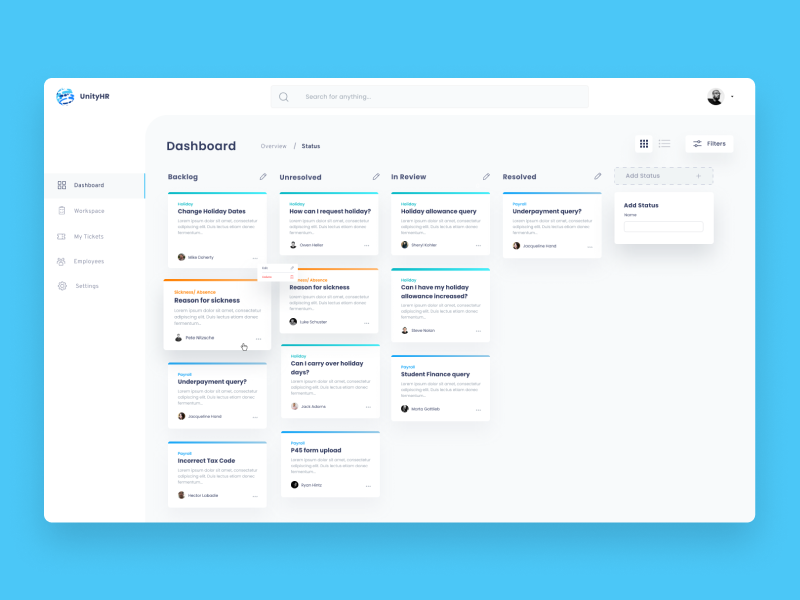 UnityHR
Search for anything...
Dashboard
Overview / Status
Filters
Dashboard
Workspace
My Tickets
Employees
Settings
Backlog
Holiday
Change Holiday Dates
Lorem ipsum dolor sit amet, consectetur
adipiscing elit. Duis lectus etiam donec
fermentum...
Mike Doherty
Sickness/ Absence
Reason for sickness
Lorem ipsum dolor sit amet, consectetur
adipiscing elit. Duis lectus etiam donec
fermentum...
Pete Nitzscha
Payroll
Underpayment query?
Lorem ipsum dolor sit amet, consectetur
adipiscing elit. Duis lectus etiam donec
fermentum...
Jacqueline Hand
Payroll
Incorrect Tax Code
Lorem ipsum dolor sit amet, consectetur
adipiscing elit. Duis lectus etiam donec
fermentum...
Hector Labadie
Unresolved
Holiday
How can I request holiday?
Lorem ipsum dolor sit amet, consectetur
adipiscing elit. Duis lectus etiam donec
fermentum...
Owen Heller
ness/ Absence
Reason for sickness
Lorem ipsum dolor sit amet, consectetur
adipiscing elit. Duis lectus etiam donec
fermentum...
Luke Schuster
Holiday
Can I carry over holiday
days?
Lorem ipsum dolor sit amet, consectetur
adipiscing elit. Duis lectus etiam donec
fermentum...
Jack Adams
Payroll
P45 form upload
Lorem ipsum dolor sit amet, consectetur
adipiscing elit. Duis lectus etiam donec
fermentum...
Ryan Hintz
In Review
Holiday
Holiday allowance query
Lorem ipsum dolor sit amet, consectetur
adipiscing elit. Duis lectus etiam donec
fermentum...
Sheryl Kohler
Holiday
Can I have my holiday
allowance increased?
Lorem ipsum dolor sit amet, consectetur
adipiscing elit. Duis lectus etiam donec
fermentum...
Steve Nolan
Payroll
Student Finance query
Lorem ipsum dolor sit amet, consectetur
adipiscing elit. Duis lectus etiam donec
fermentum...
Marta Gottlieb
Resolved
Payroll
Underpayment query?
Lorem ipsum dolor sit amet, consectetur
adipiscing elit. Duis lectus etiam donec
fermentum...
Jacqueline Hand
Add Status +
Add Status
Name